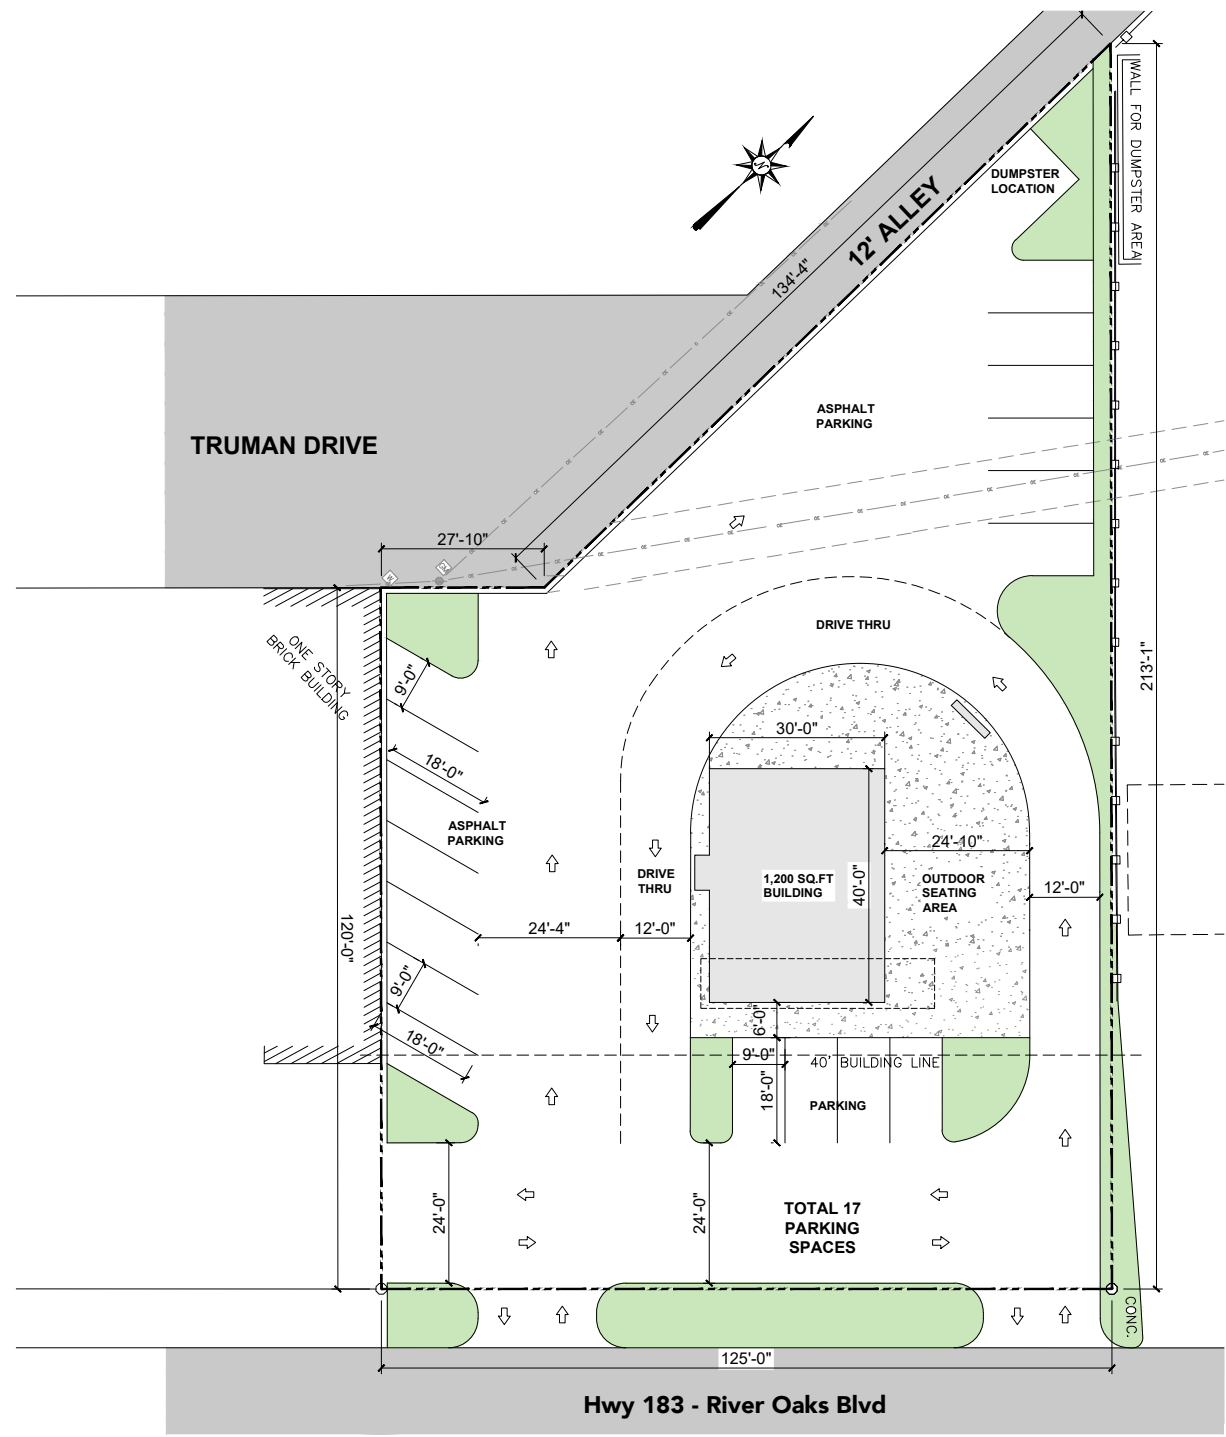 WALL FOR DUMPSTER AREA
DUMPSTER
LOCATION
N
12' ALLEY
134'-4"
ASPHALT
PARKING
TRUMAN DRIVE
27'-10"
ONE STORY
BRICK BUILDING
9'-0"
18'-0"
DRIVE THRU
213'-1"
30'-0"
ASPHALT
PARKING
24'-10"
DRIVE
THRU
1,200 SQ.FT
BUILDING
40'-0"
OUTDOOR
SEATING
AREA
12'-0"
120'-0"
24'-4"
12'-0"
9'-0"
18'-0"
6'-0"
9'-0"
40' BUILDING LINE
18'-0"
PARKING
24'-0"
24'-0"
TOTAL 17
PARKING
SPACES
CONC.
125'-0"
Hwy 183 - River Oaks Blvd